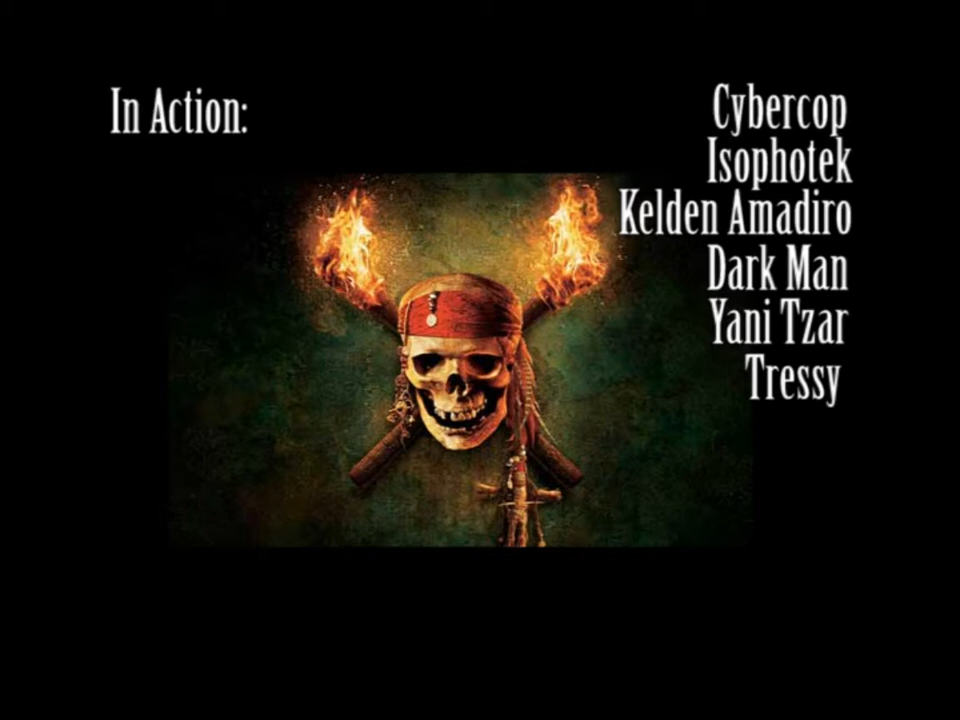 In Action:
Cybercop
Isophotek
Kelden Amadiro
Dark Man
Yani Tzar
Tressy